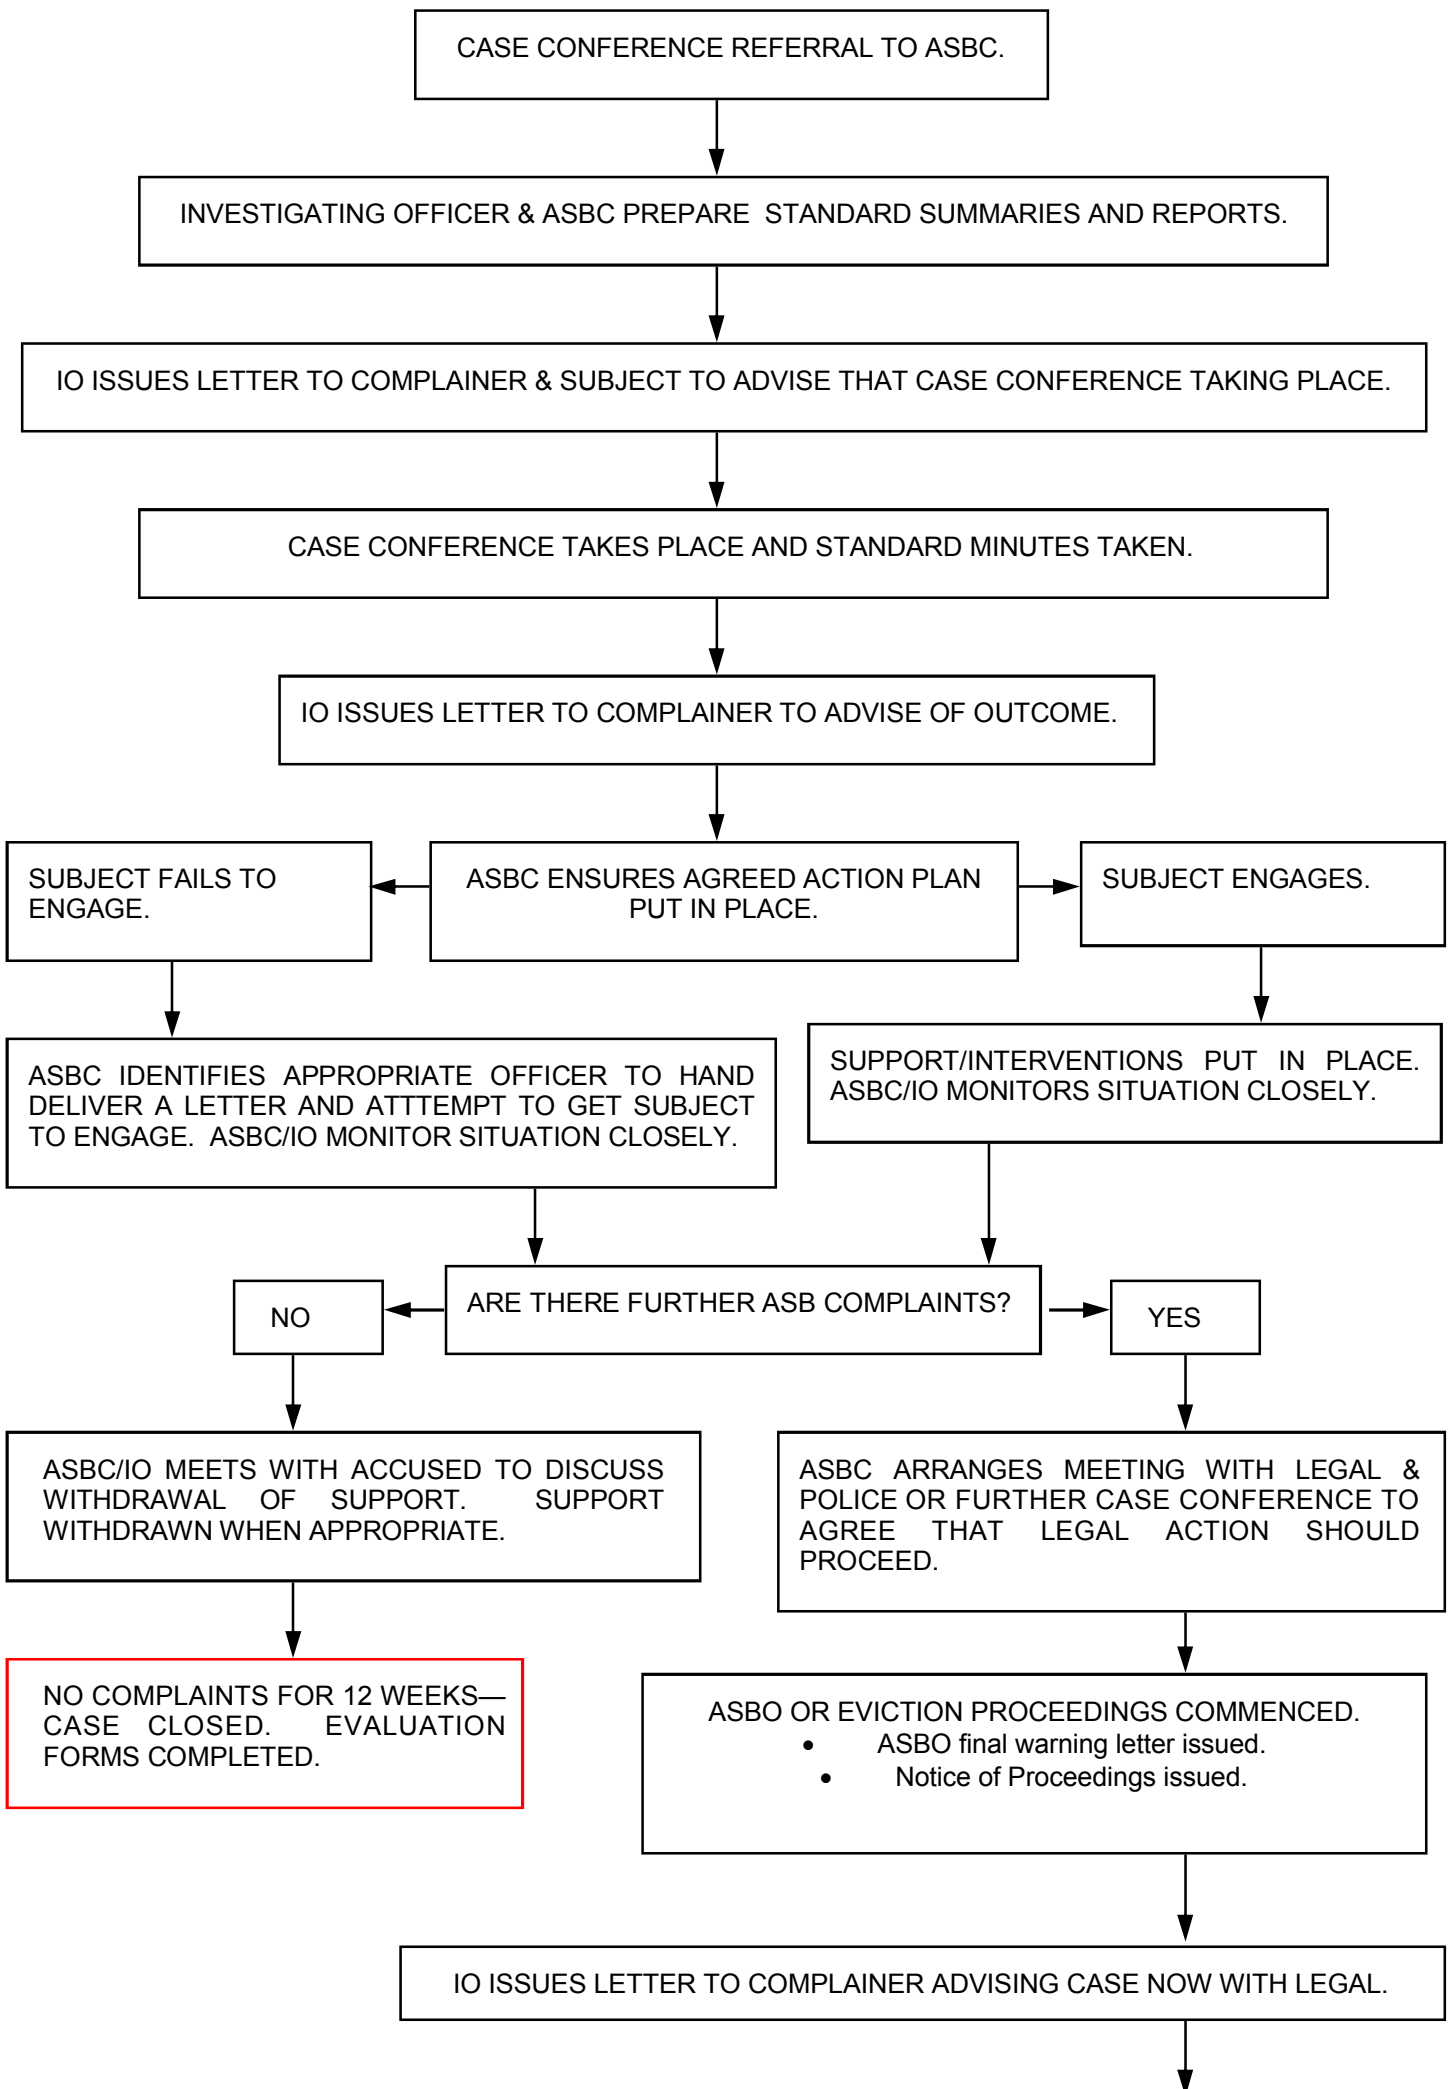 CASE CONFERENCE REFERRAL TO ASBC.
INVESTIGATING OFFICER & ASBC PREPARE STANDARD SUMMARIES AND REPORTS.
IO ISSUES LETTER TO COMPLAINER & SUBJECT TO ADVISE THAT CASE CONFERENCE TAKING PLACE.
CASE CONFERENCE TAKES PLACE AND STANDARD MINUTES TAKEN.
IO ISSUES LETTER TO COMPLAINER TO ADVISE OF OUTCOME.
SUBJECT FAILS TO
ENGAGE.
ASBC ENSURES AGREED ACTION PLAN
PUT IN PLACE.
SUBJECT ENGAGES.
ASBC IDENTIFIES APPROPRIATE OFFICER TO HAND
DELIVER A LETTER AND ATTTEMPT TO GET SUBJECT
TO ENGAGE. ASBC/IO MONITOR SITUATION CLOSELY.
SUPPORT/INTERVENTIONS PUT IN PLACE.
ASBC/IO MONITORS SITUATION CLOSELY.
ARE THERE FURTHER ASB COMPLAINTS?
NO
YES
ASBC/IO MEETS WITH ACCUSED TO DISCUSS
WITHDRAWAL OF SUPPORT. SUPPORT
WITHDRAWN WHEN APPROPRIATE.
ASBC ARRANGES MEETING WITH LEGAL &
POLICE OR FURTHER CASE CONFERENCE TO
AGREE THAT LEGAL ACTION SHOULD
PROCEED.
NO COMPLAINTS FOR 12 WEEKS—
CASE CLOSED. EVALUATION
FORMS COMPLETED.
ASBO OR EVICTION PROCEEDINGS COMMENCED.
• ASBO final warning letter issued.
• Notice of Proceedings issued.
IO ISSUES LETTER TO COMPLAINER ADVISING CASE NOW WITH LEGAL.